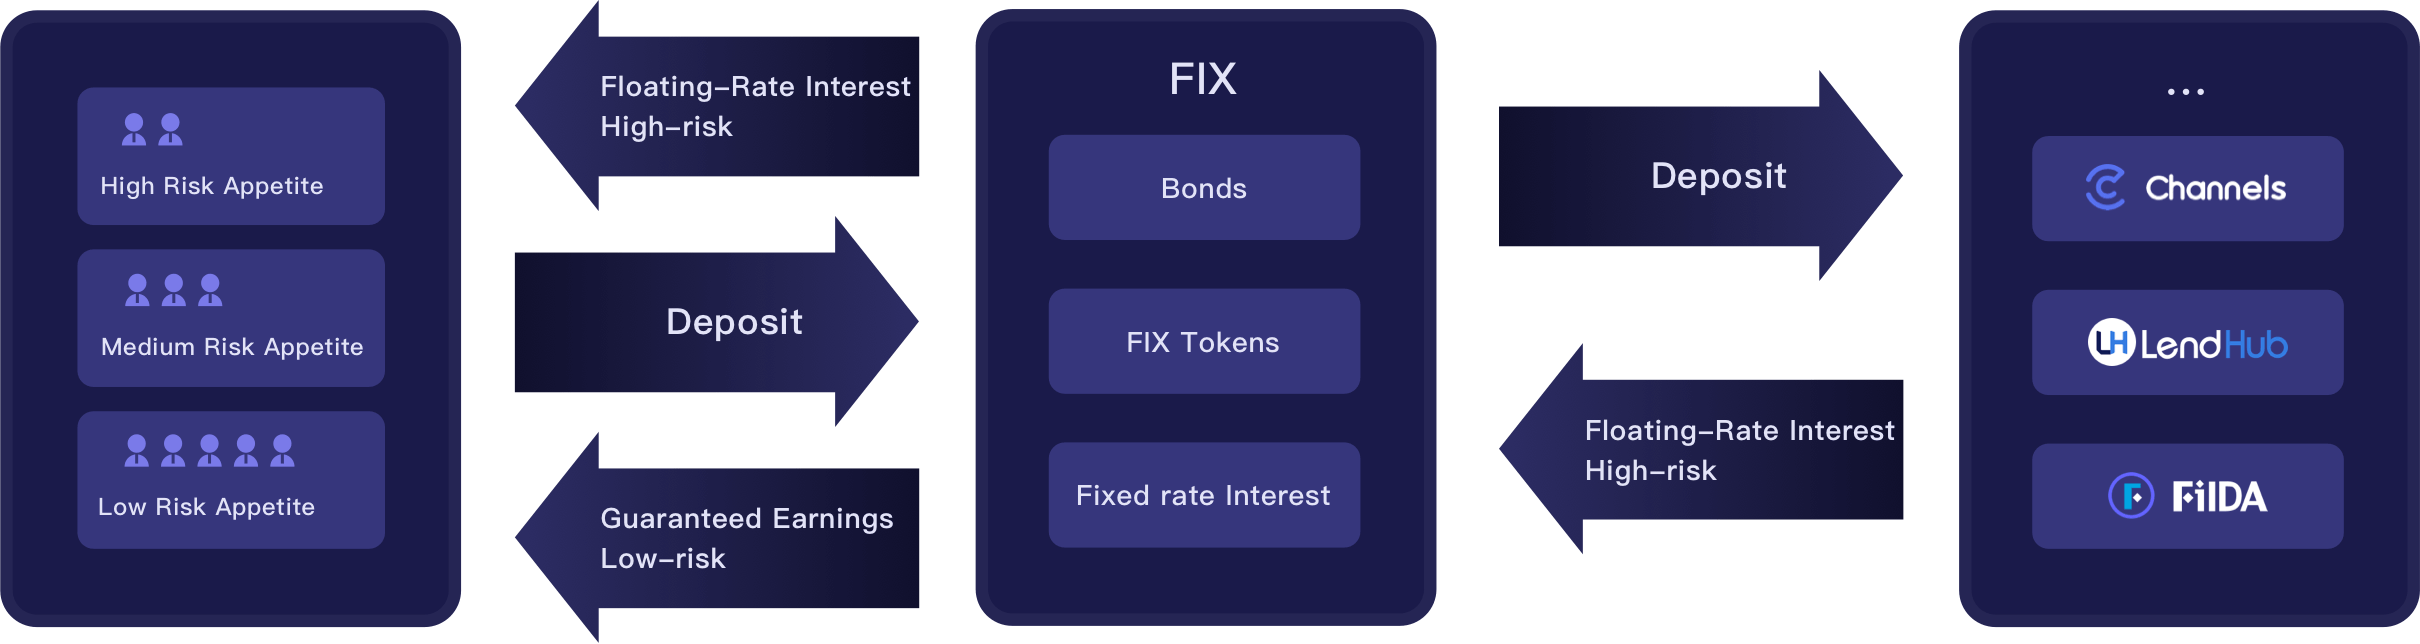 High Risk Appetite
Medium Risk Appetite
Low Risk Appetite
Floating-Rate Interest
High-risk
Deposit
Guaranteed Earnings
Low-risk
FIX
Bonds
FIX Tokens
Fixed rate Interest
Deposit
Floating-Rate Interest
High-risk
...
Channels
LH LendHub
FilDA